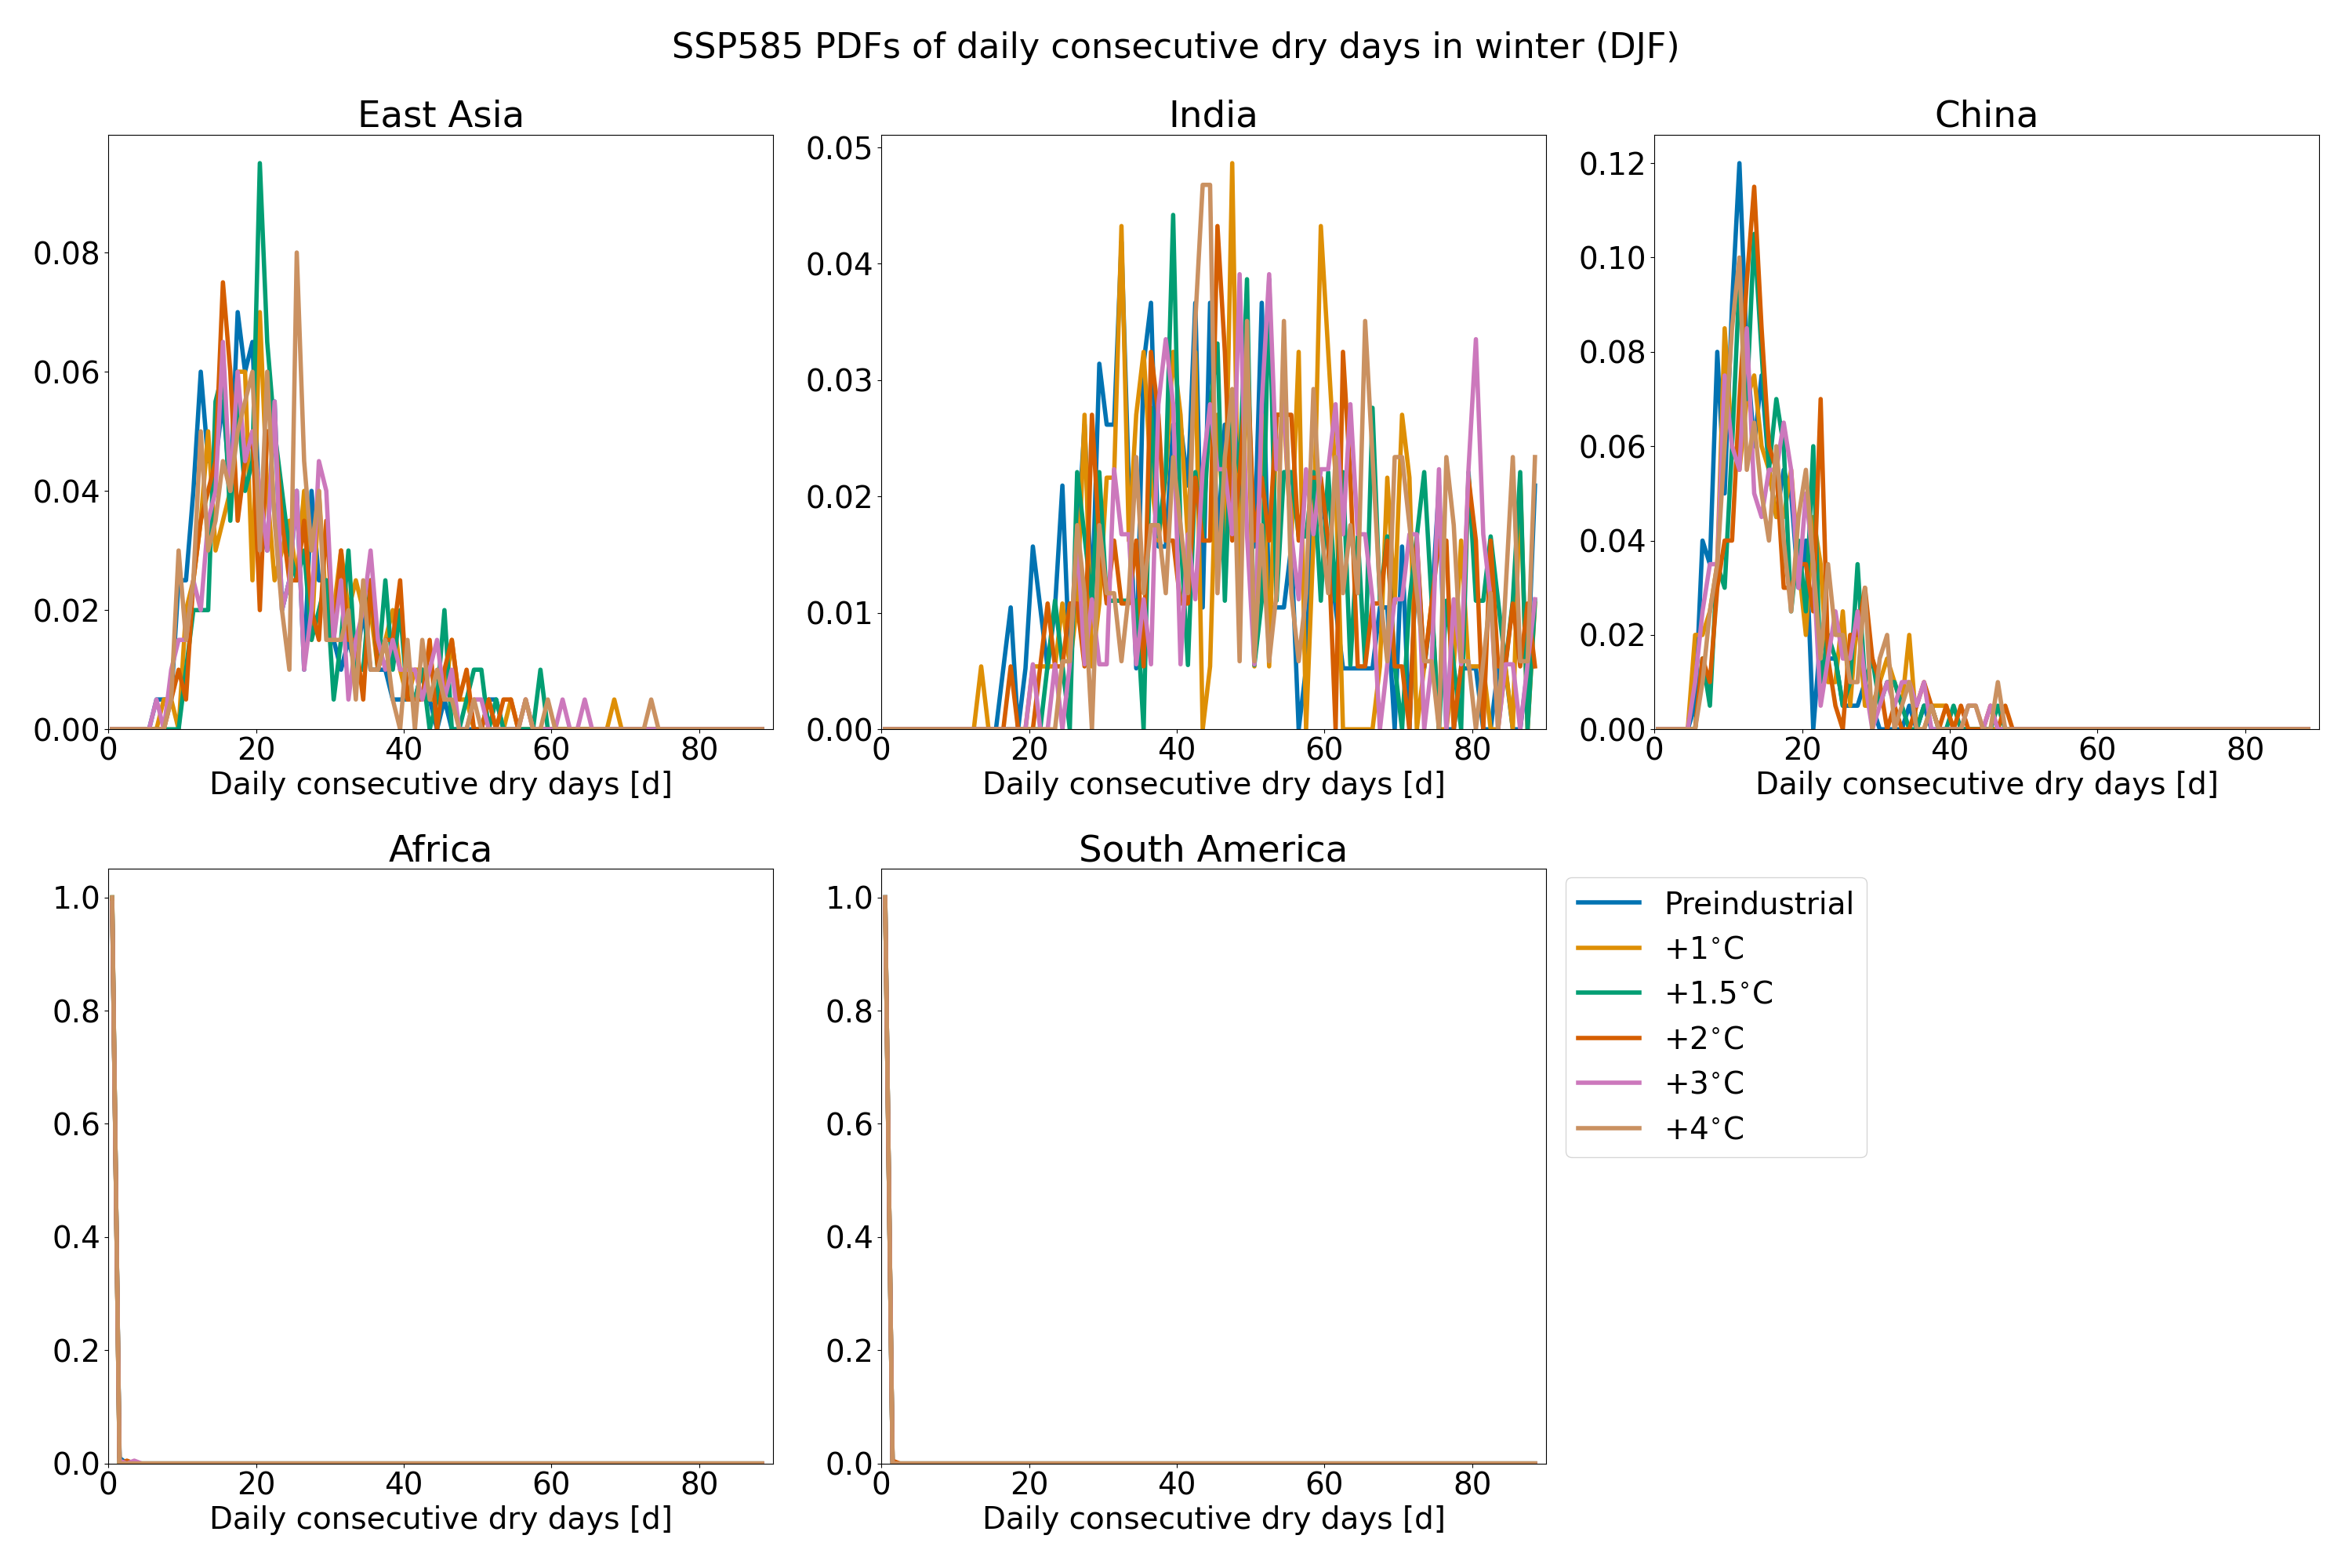 SSP585 PDFs of daily consecutive dry days in winter (DJF)
East Asia
0.08
0.06
0.04
0.02
0.00
0 20 40 60 80
Daily consecutive dry days [d]
India
0.05
0.04
0.03
0.02
0.01
0.00
0 20 40 60 80
Daily consecutive dry days [d]
China
0.12
0.10
0.08
0.06
0.04
0.02
0.00
0 20 40 60 80
Daily consecutive dry days [d]
Africa
1.0
0.8
0.6
0.4
0.2
0.0
0 20 40 60 80
Daily consecutive dry days [d]
South America
1.0
0.8
0.6
0.4
0.2
0.0
0 20 40 60 80
Daily consecutive dry days [d]
Preindustrial
+1°C
+1.5°C
+2°C
+3°C
+4°C